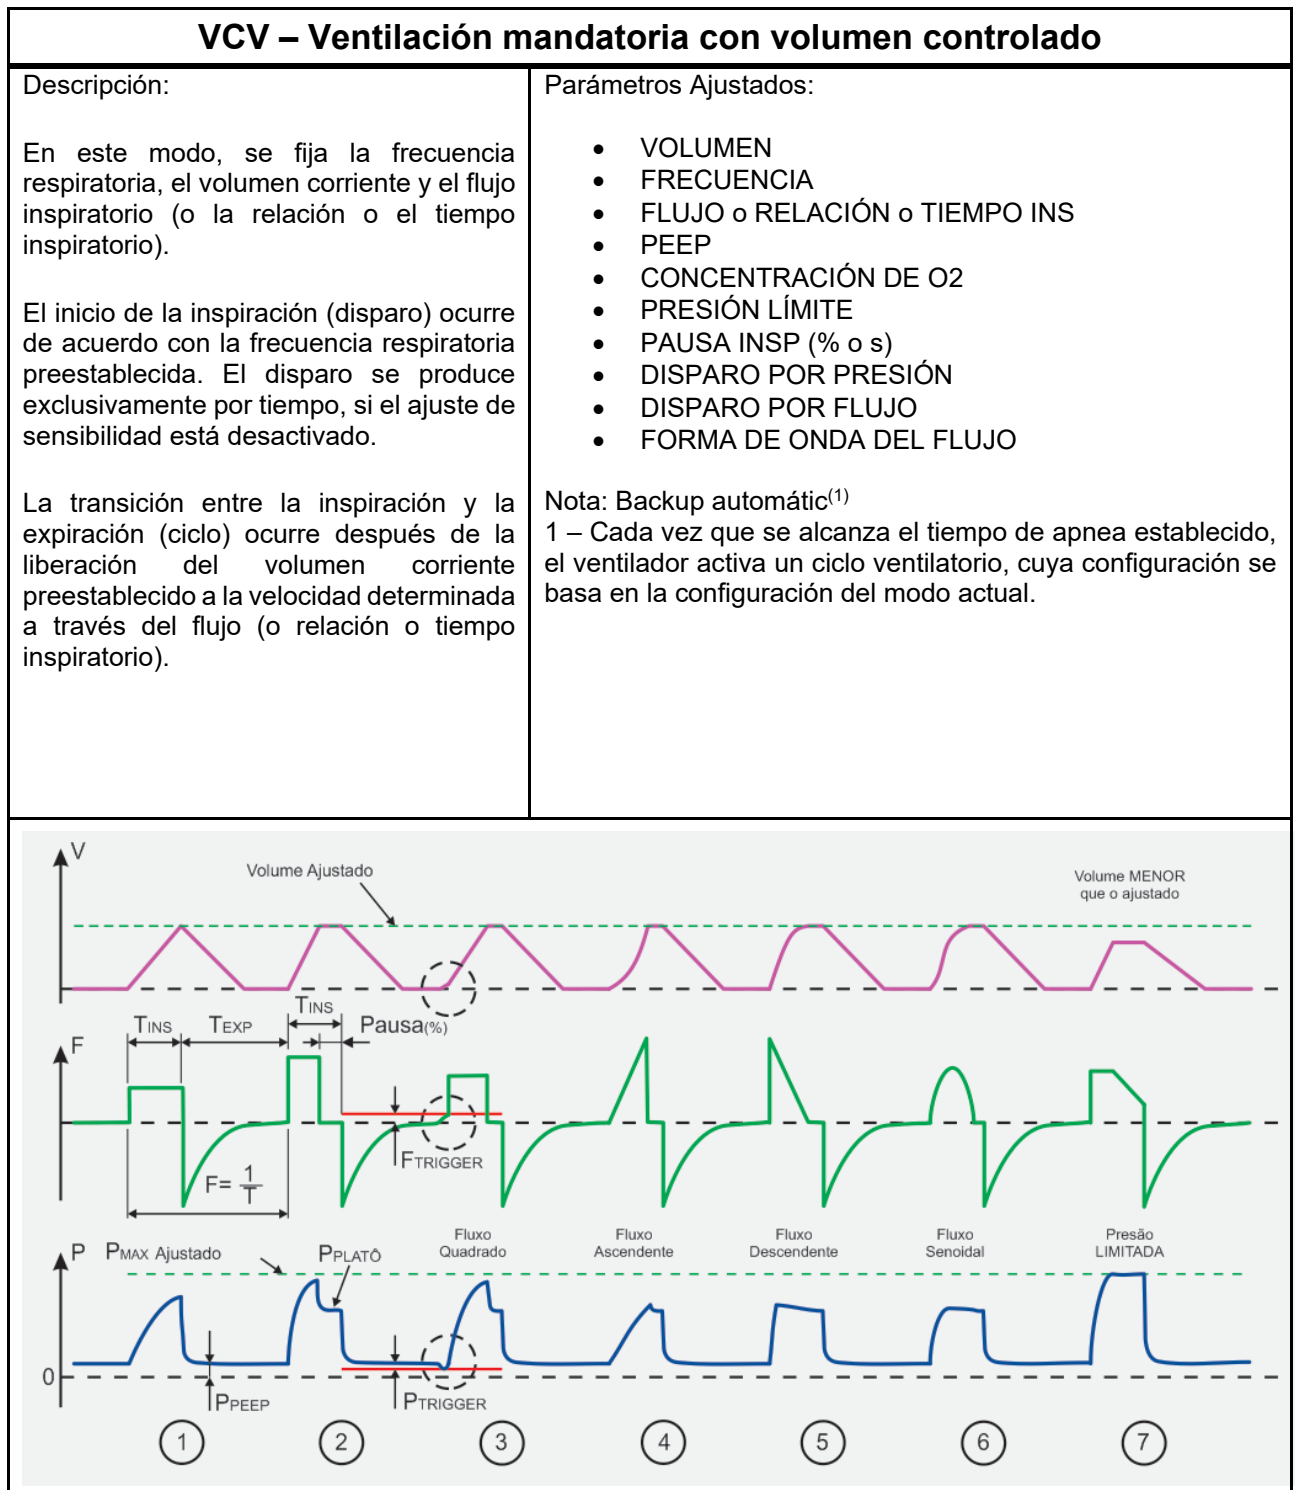 VCV – Ventilación mandatoria con volumen controlado
Descripción:
En este modo, se fija la frecuencia
respiratoria, el volumen corriente y el flujo
inspiratorio (o la relación o el tiempo
inspiratorio).
El inicio de la inspiración (disparo) ocurre
de acuerdo con la frecuencia respiratoria
preestablecida. El disparo se produce
exclusivamente por tiempo, si el ajuste de
sensibilidad está desactivado.
La transición entre la inspiración y la
expiración (ciclo) ocurre después de la
liberación del volumen corriente
preestablecido a la velocidad determinada
a través del flujo (o relación o tiempo
inspiratorio).
Parámetros Ajustados:
• VOLUMEN
• FRECUENCIA
• FLUJO o RELACIÓN o TIEMPO INS
• PEEP
• CONCENTRACIÓN DE O2
• PRESIÓN LÍMITE
• PAUSA INSP (% o s)
• DISPARO POR PRESIÓN
• DISPARO POR FLUJO
• FORMA DE ONDA DEL FLUJO
Nota: Backup automátic(1)
1 – Cada vez que se alcanza el tiempo de apnea establecido,
el ventilador activa un ciclo ventilatorio, cuya configuración se
basa en la configuración del modo actual.
V
Volume Ajustado
Volume MENOR
que o ajustado
F
TINS
TEXP
TINS
Pausa(%)
FTRIGGER
F= 1/T
P
PMAX Ajustado
PPLATÔ
Fluxo
Quadrado
Fluxo
Ascendente
Fluxo
Descendente
Fluxo
Senoidal
Presão
LIMITADA
0
PPEEP
PTRIGGER
1
2
3
4
5
6
7